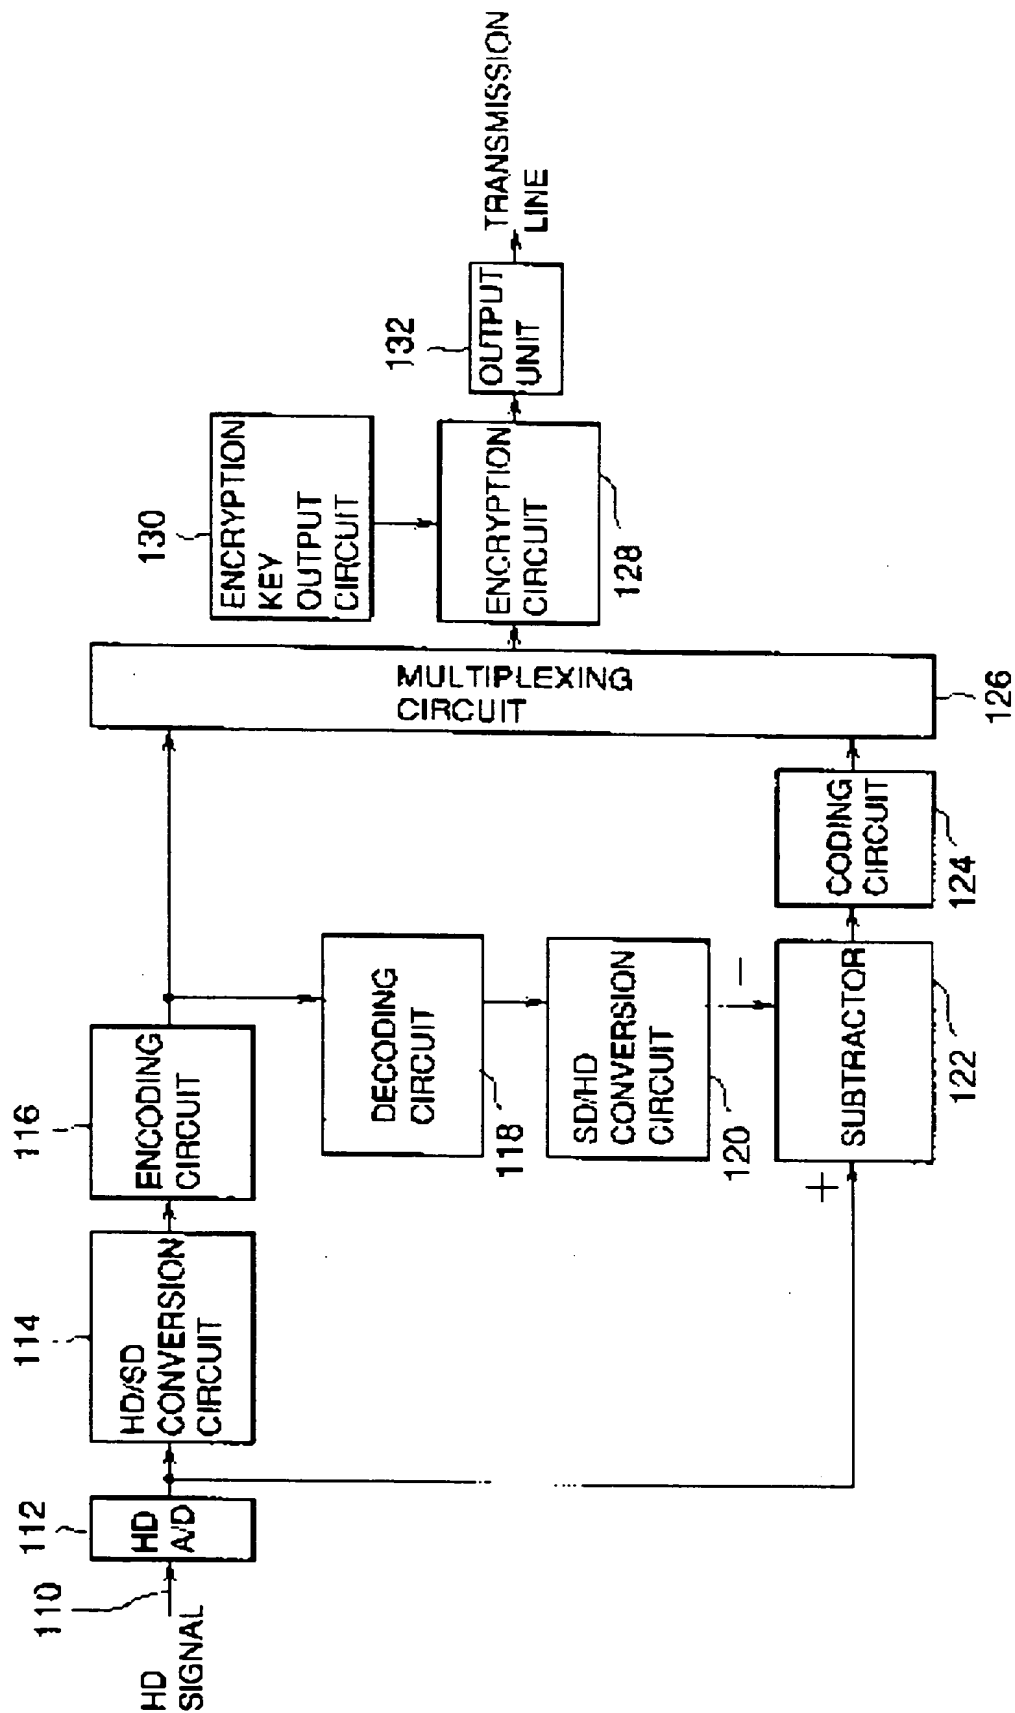 HD
SIGNAL
110
112
HD
A/D
114
HD/SD
CONVERSION
CIRCUIT
116
ENCODING
CIRCUIT
DECODING
CIRCUIT
118
SD/HD
CONVERSION
CIRCUIT
120
+
−
SUBTRACTOR
122
CODING
CIRCUIT
124
MULTIPLEXING
CIRCUIT
126
130
ENCRYPTION
KEY
OUTPUT
CIRCUIT
ENCRYPTION
CIRCUIT
128
132
OUTPUT
UNIT
TRANSMISSION
LINE